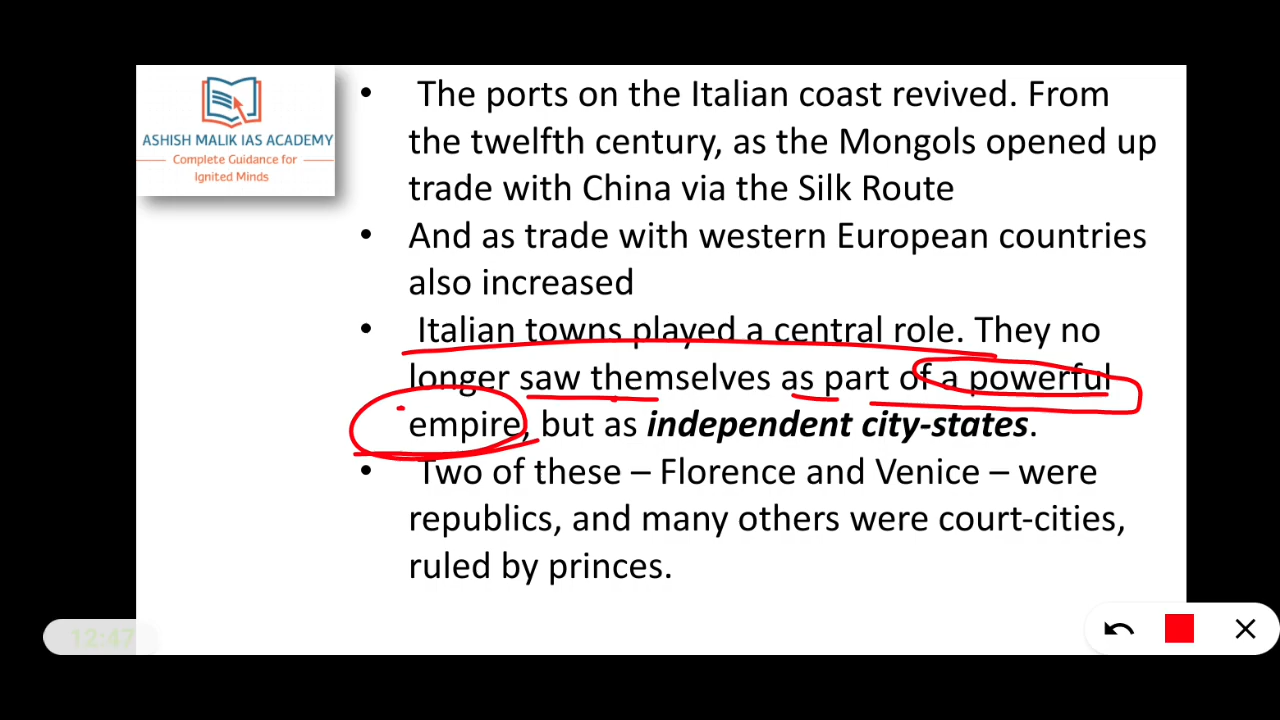 ASHISH MALIK IAS ACADEMY
Complete Guidance for
Ignited Minds
• The ports on the Italian coast revived. From
the twelfth century, as the Mongols opened up
trade with China via the Silk Route
• And as trade with western European countries
also increased
• Italian towns played a central role. They no
longer saw themselves as part of a powerful
empire, but as independent city-states.
• Two of these – Florence and Venice – were
republics, and many others were court-cities,
ruled by princes.
12:47